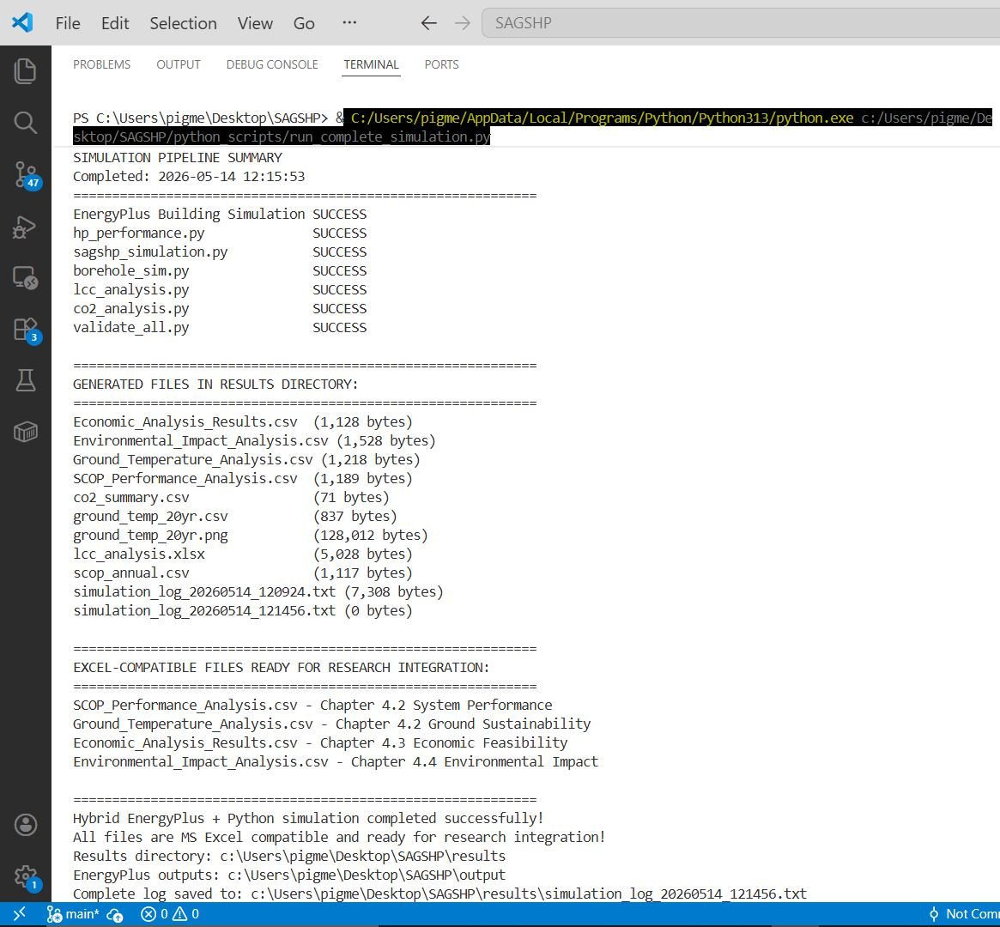 File Edit Selection View Go ··· ← → SAGSHP
PROBLEMS OUTPUT DEBUG CONSOLE TERMINAL PORTS
PS C:\Users\pigme\Desktop\SAGSHP> & C:/Users/pigme/AppData/Local/Programs/Python/Python313/python.exe c:/Users/pigme/De
sktop/SAGSHP/python_scripts/run_complete_simulation.py
SIMULATION PIPELINE SUMMARY
Completed: 2026-05-14 12:15:53
============================================================
EnergyPlus Building Simulation SUCCESS
hp_performance.py SUCCESS
sagshp_simulation.py SUCCESS
borehole_sim.py SUCCESS
lcc_analysis.py SUCCESS
co2_analysis.py SUCCESS
validate_all.py SUCCESS
============================================================
GENERATED FILES IN RESULTS DIRECTORY:
============================================================
Economic_Analysis_Results.csv (1,128 bytes)
Environmental_Impact_Analysis.csv (1,528 bytes)
Ground_Temperature_Analysis.csv (1,218 bytes)
SCOP_Performance_Analysis.csv (1,189 bytes)
co2_summary.csv (71 bytes)
ground_temp_20yr.csv (837 bytes)
ground_temp_20yr.png (128,012 bytes)
lcc_analysis.xlsx (5,028 bytes)
scop_annual.csv (1,117 bytes)
simulation_log_20260514_120924.txt (7,308 bytes)
simulation_log_20260514_121456.txt (0 bytes)
============================================================
EXCEL-COMPATIBLE FILES READY FOR RESEARCH INTEGRATION:
============================================================
SCOP_Performance_Analysis.csv - Chapter 4.2 System Performance
Ground_Temperature_Analysis.csv - Chapter 4.2 Ground Sustainability
Economic_Analysis_Results.csv - Chapter 4.3 Economic Feasibility
Environmental_Impact_Analysis.csv - Chapter 4.4 Environmental Impact
============================================================
Hybrid EnergyPlus + Python simulation completed successfully!
All files are MS Excel compatible and ready for research integration!
Results directory: c:\Users\pigme\Desktop\SAGSHP\results
EnergyPlus outputs: c:\Users\pigme\Desktop\SAGSHP\output
Complete log saved to: c:\Users\pigme\Desktop\SAGSHP\results\simulation_log_20260514_121456.txt
47
3
1
main* 0 0 Not Com